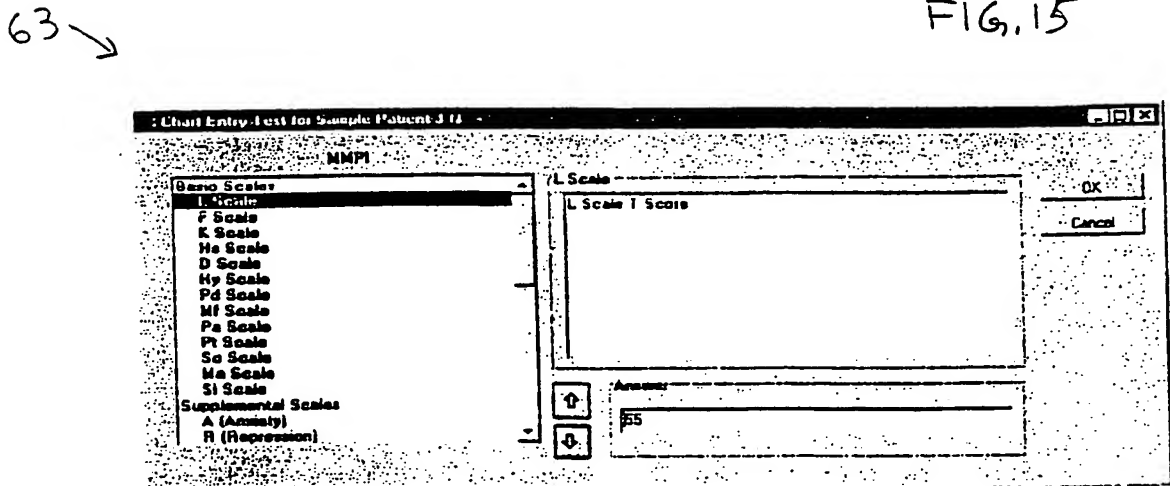 63
FIG. 15
Chart Entry-Test for Sample Patient
MMPI
Basic Scales
L Scale
F Scale
K Scale
Hs Scale
D Scale
Hy Scale
Pd Scale
Mf Scale
Pa Scale
Pt Scale
Sc Scale
Ma Scale
Si Scale
Supplemental Scales
A (Anxiety)
R (Repression)
L Scale
L Scale T Score
Answer
OK
Cancel